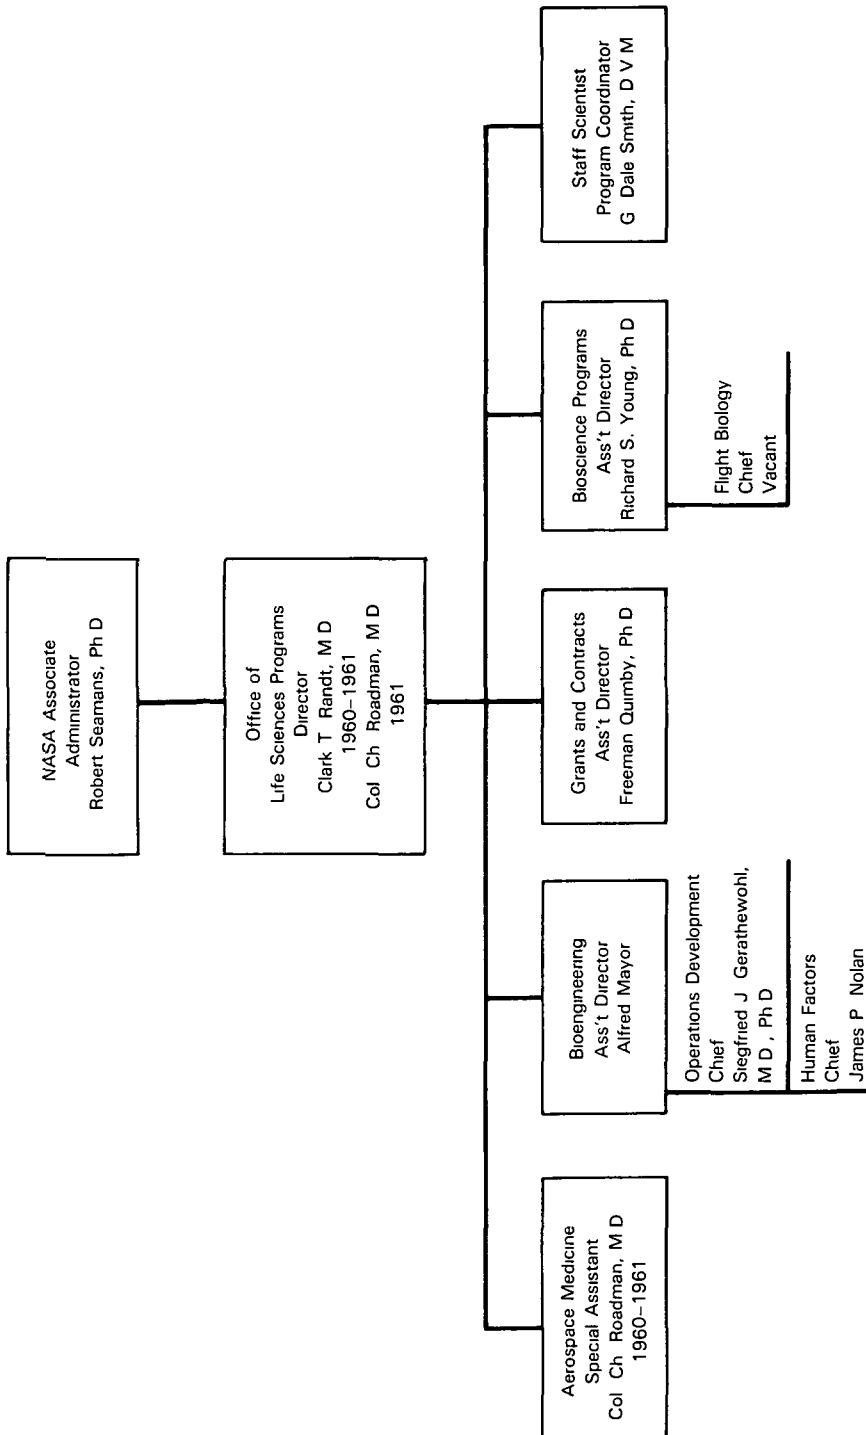 NASA Associate
Administrator
Robert Seamans, Ph D
Office of
Life Sciences Programs
Director
Clark T Randt, M D
1960–1961
Col Ch Roadman, M D
1961
Aerospace Medicine
Special Assistant
Col Ch Roadman, M D
1960–1961
Bioengineering
Ass't Director
Alfred Mayor
Operations Development
Chief
Siegfried J Gerathewohl,
M D, Ph D
Human Factors
Chief
James P Nolan
Grants and Contracts
Ass't Director
Freeman Quimby, Ph D
Bioscience Programs
Ass't Director
Richard S. Young, Ph D
Flight Biology
Chief
Vacant
Staff Scientist
Program Coordinator
G Dale Smith, D V M